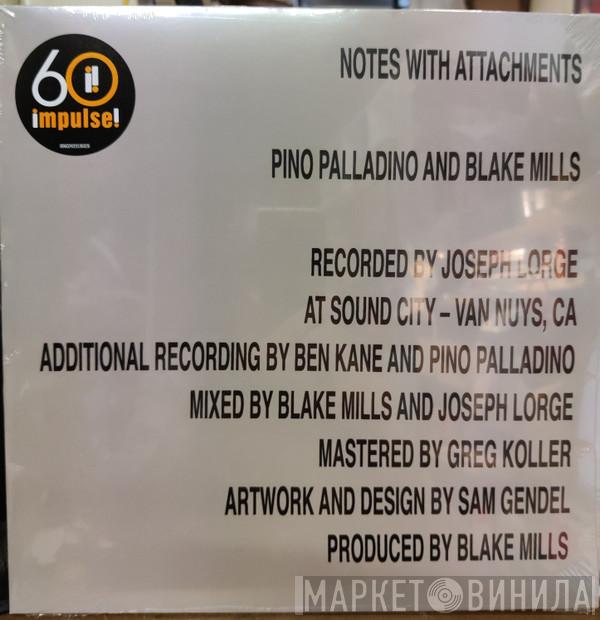 60
impulse!
NOTES WITH ATTACHMENTS
PINO PALLADINO AND BLAKE MILLS
RECORDED BY JOSEPH LORGE
AT SOUND CITY – VAN NUYS, CA
ADDITIONAL RECORDING BY BEN KANE AND PINO PALLADINO
MIXED BY BLAKE MILLS AND JOSEPH LORGE
MASTERED BY GREG KOLLER
ARTWORK AND DESIGN BY SAM GENDEL
PRODUCED BY BLAKE MILLS
МАРКЕТ ВИНИЛА